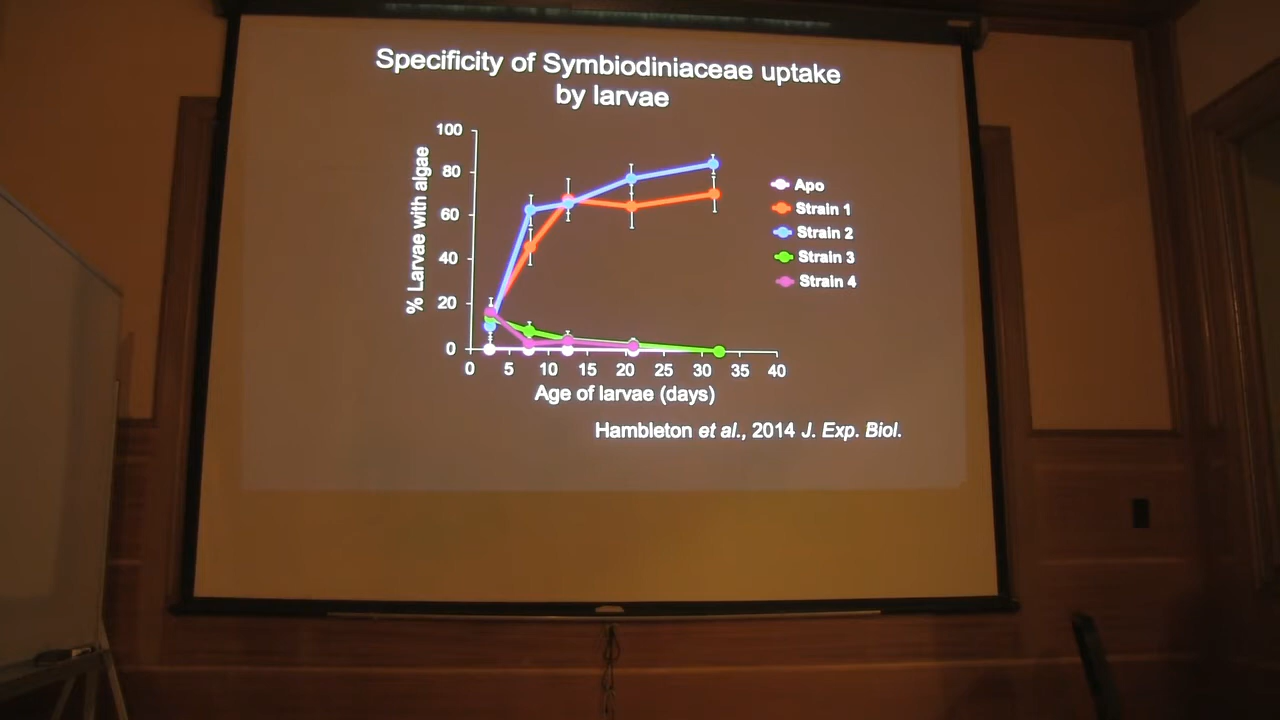 Specificity of Symbiodiniaceae uptake
by larvae
% Larvae with algae
100
80
60
40
20
0
0 5 10 15 20 25 30 35 40
Age of larvae (days)
Apo
Strain 1
Strain 2
Strain 3
Strain 4
Hambleton et al., 2014 J. Exp. Biol.